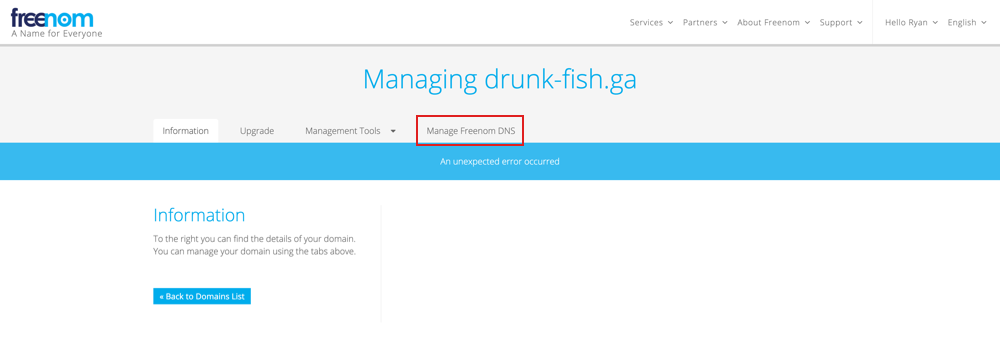 freenom
A Name for Everyone
Services Partners About Freenom Support Hello Ryan English
Managing drunk-fish.ga
Information Upgrade Management Tools Manage Freenom DNS
An unexpected error occurred
Information
To the right you can find the details of your domain.
You can manage your domain using the tabs above.
« Back to Domains List